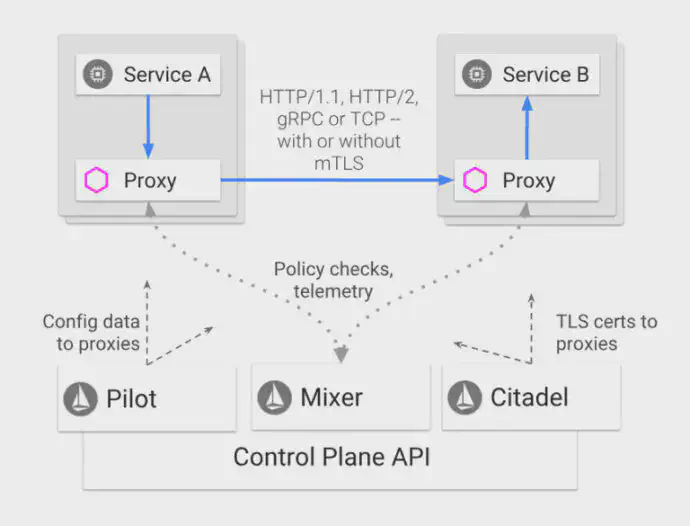 Service A
Service B
HTTP/1.1, HTTP/2,
gRPC or TCP --
with or without
mTLS
Proxy
Proxy
Policy checks,
telemetry
Config data
to proxies
TLS certs to
proxies
Pilot
Mixer
Citadel
Control Plane API